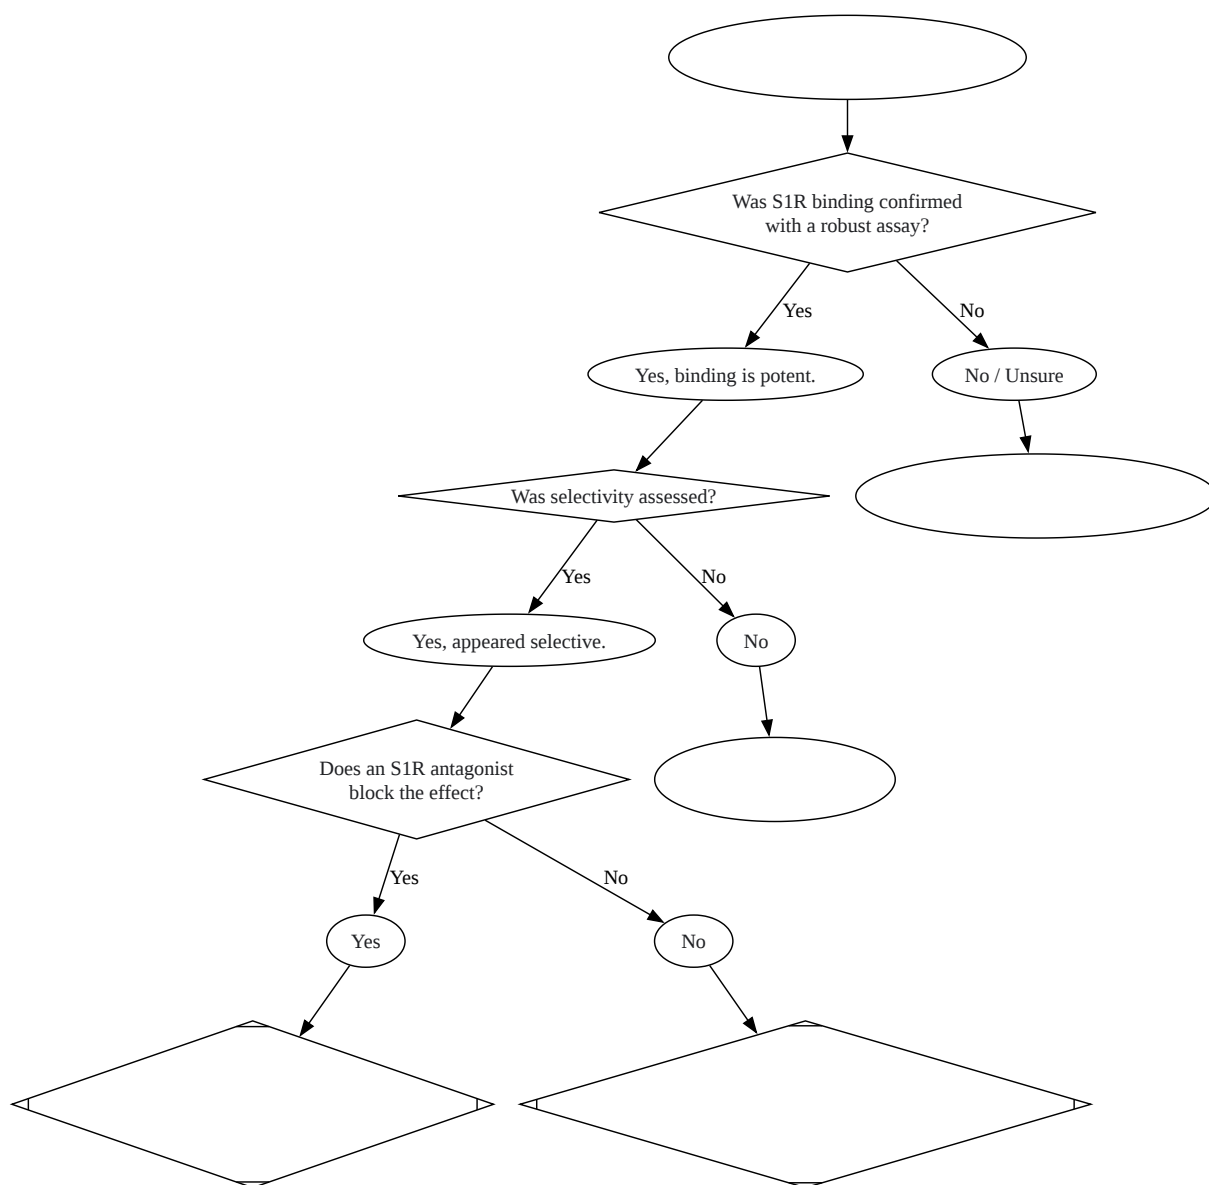 Was S1R binding confirmed
with a robust assay?
Yes
No
Yes, binding is potent.
No / Unsure
Was selectivity assessed?
Yes
No
Yes, appeared selective.
No
Does an S1R antagonist
block the effect?
Yes
No
Yes
No